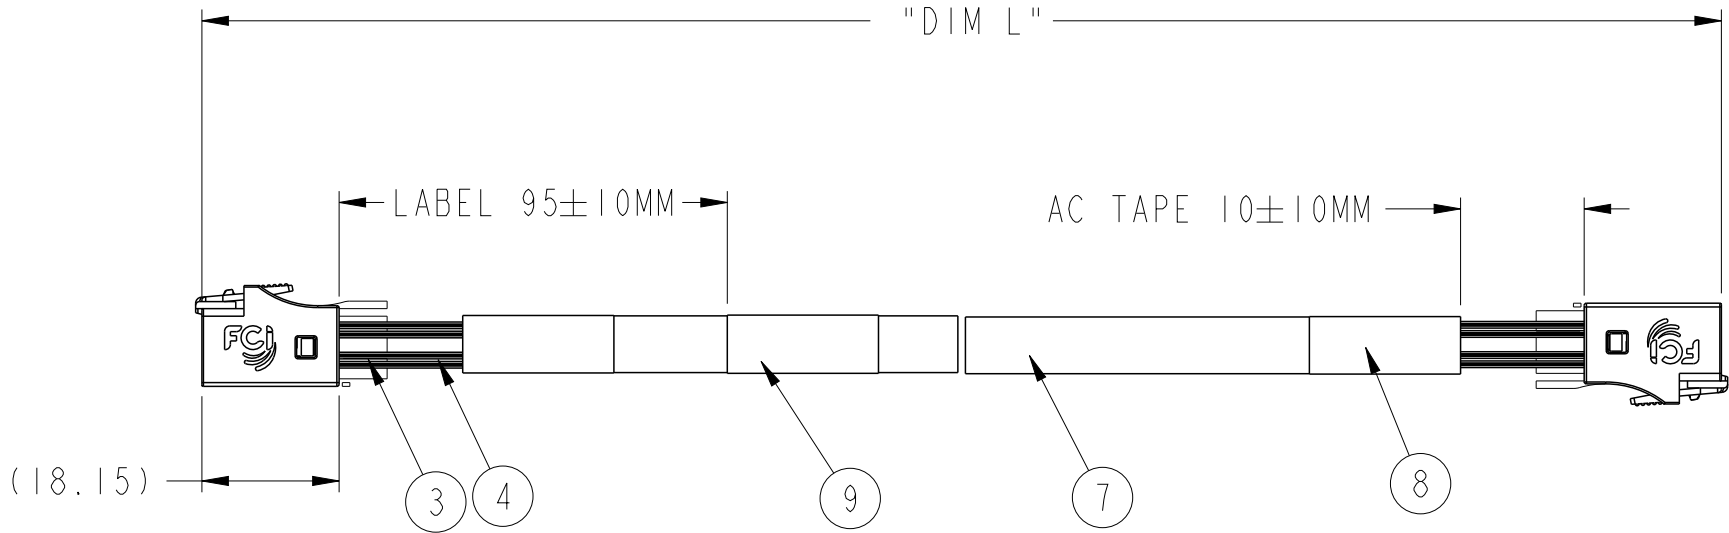 "DIM L"
LABEL 95±10MM
AC TAPE 10±10MM
FCi
FCi
(18.15)
3
4
9
7
8